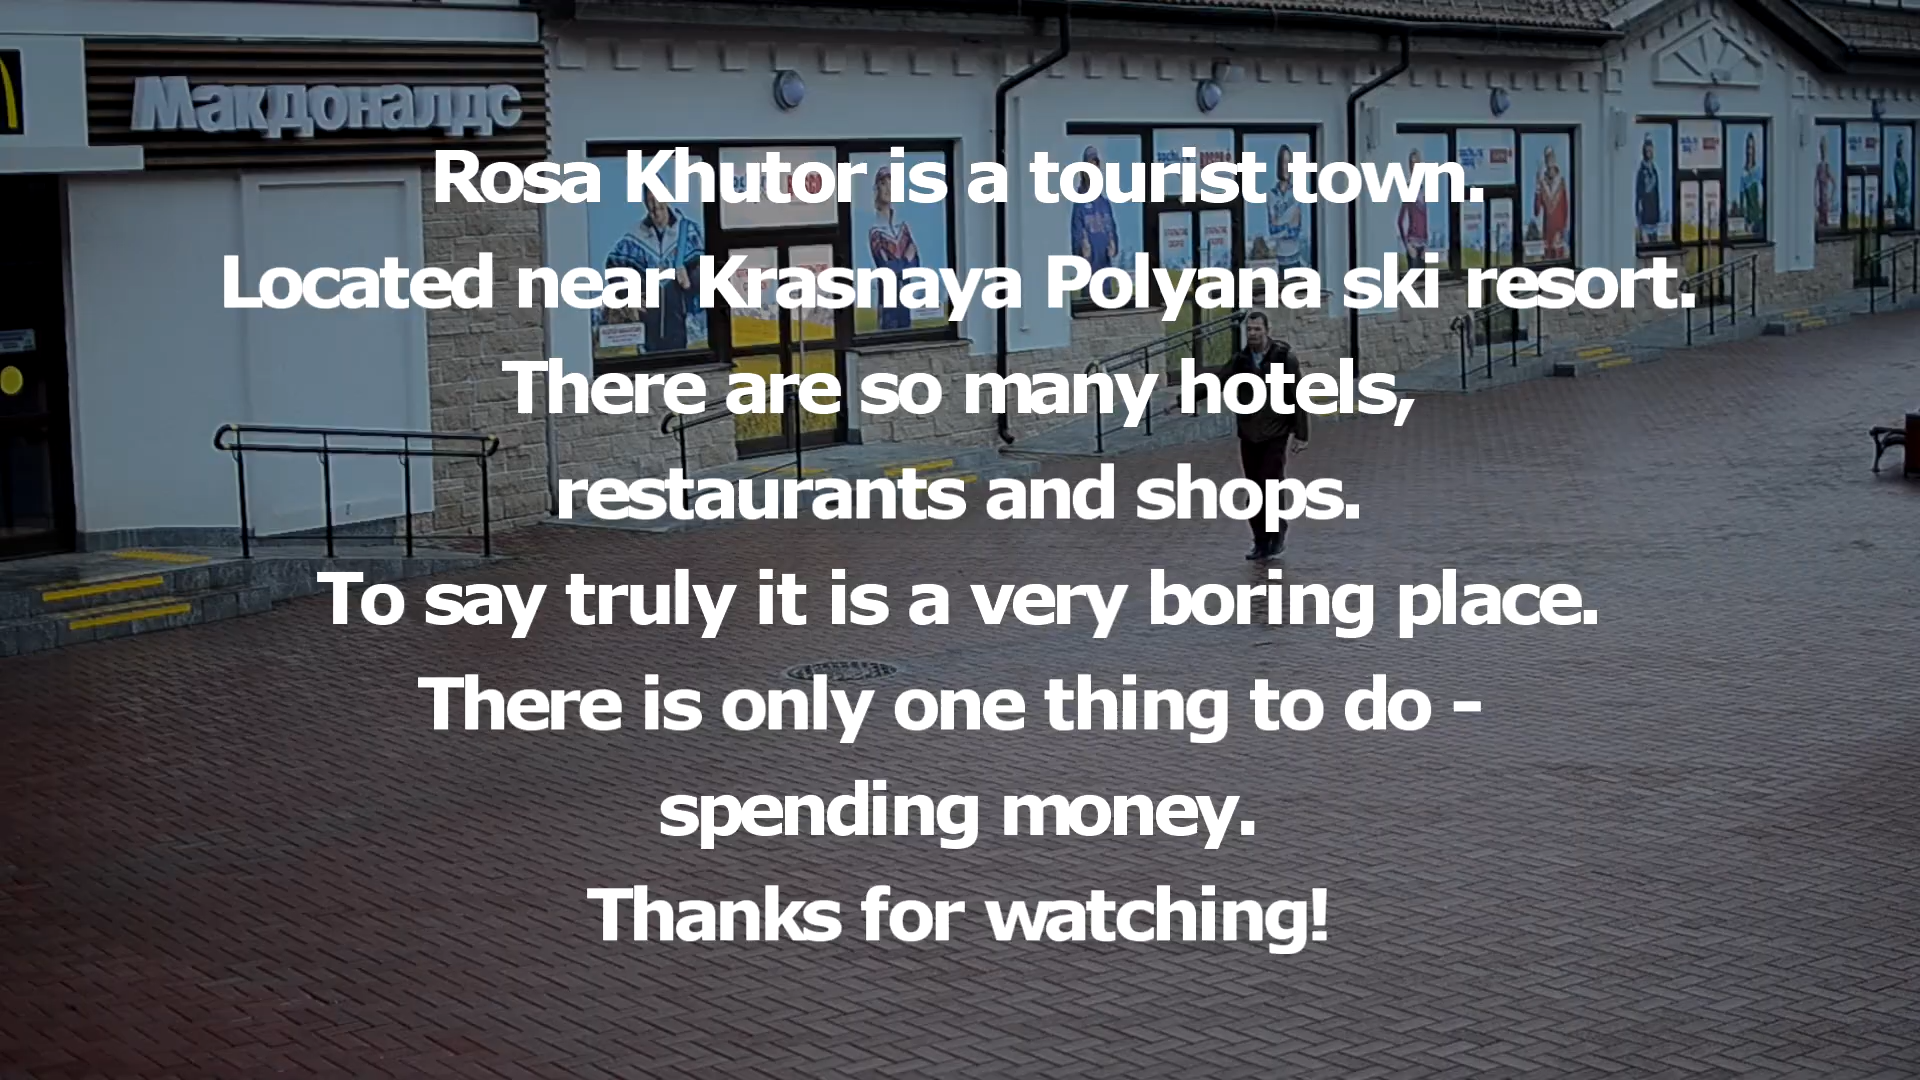 Макдоналдс
Rosa Khutor is a tourist town.
Located near Krasnaya Polyana ski resort.
There are so many hotels,
restaurants and shops.
To say truly it is a very boring place.
There is only one thing to do -
spending money.
Thanks for watching!